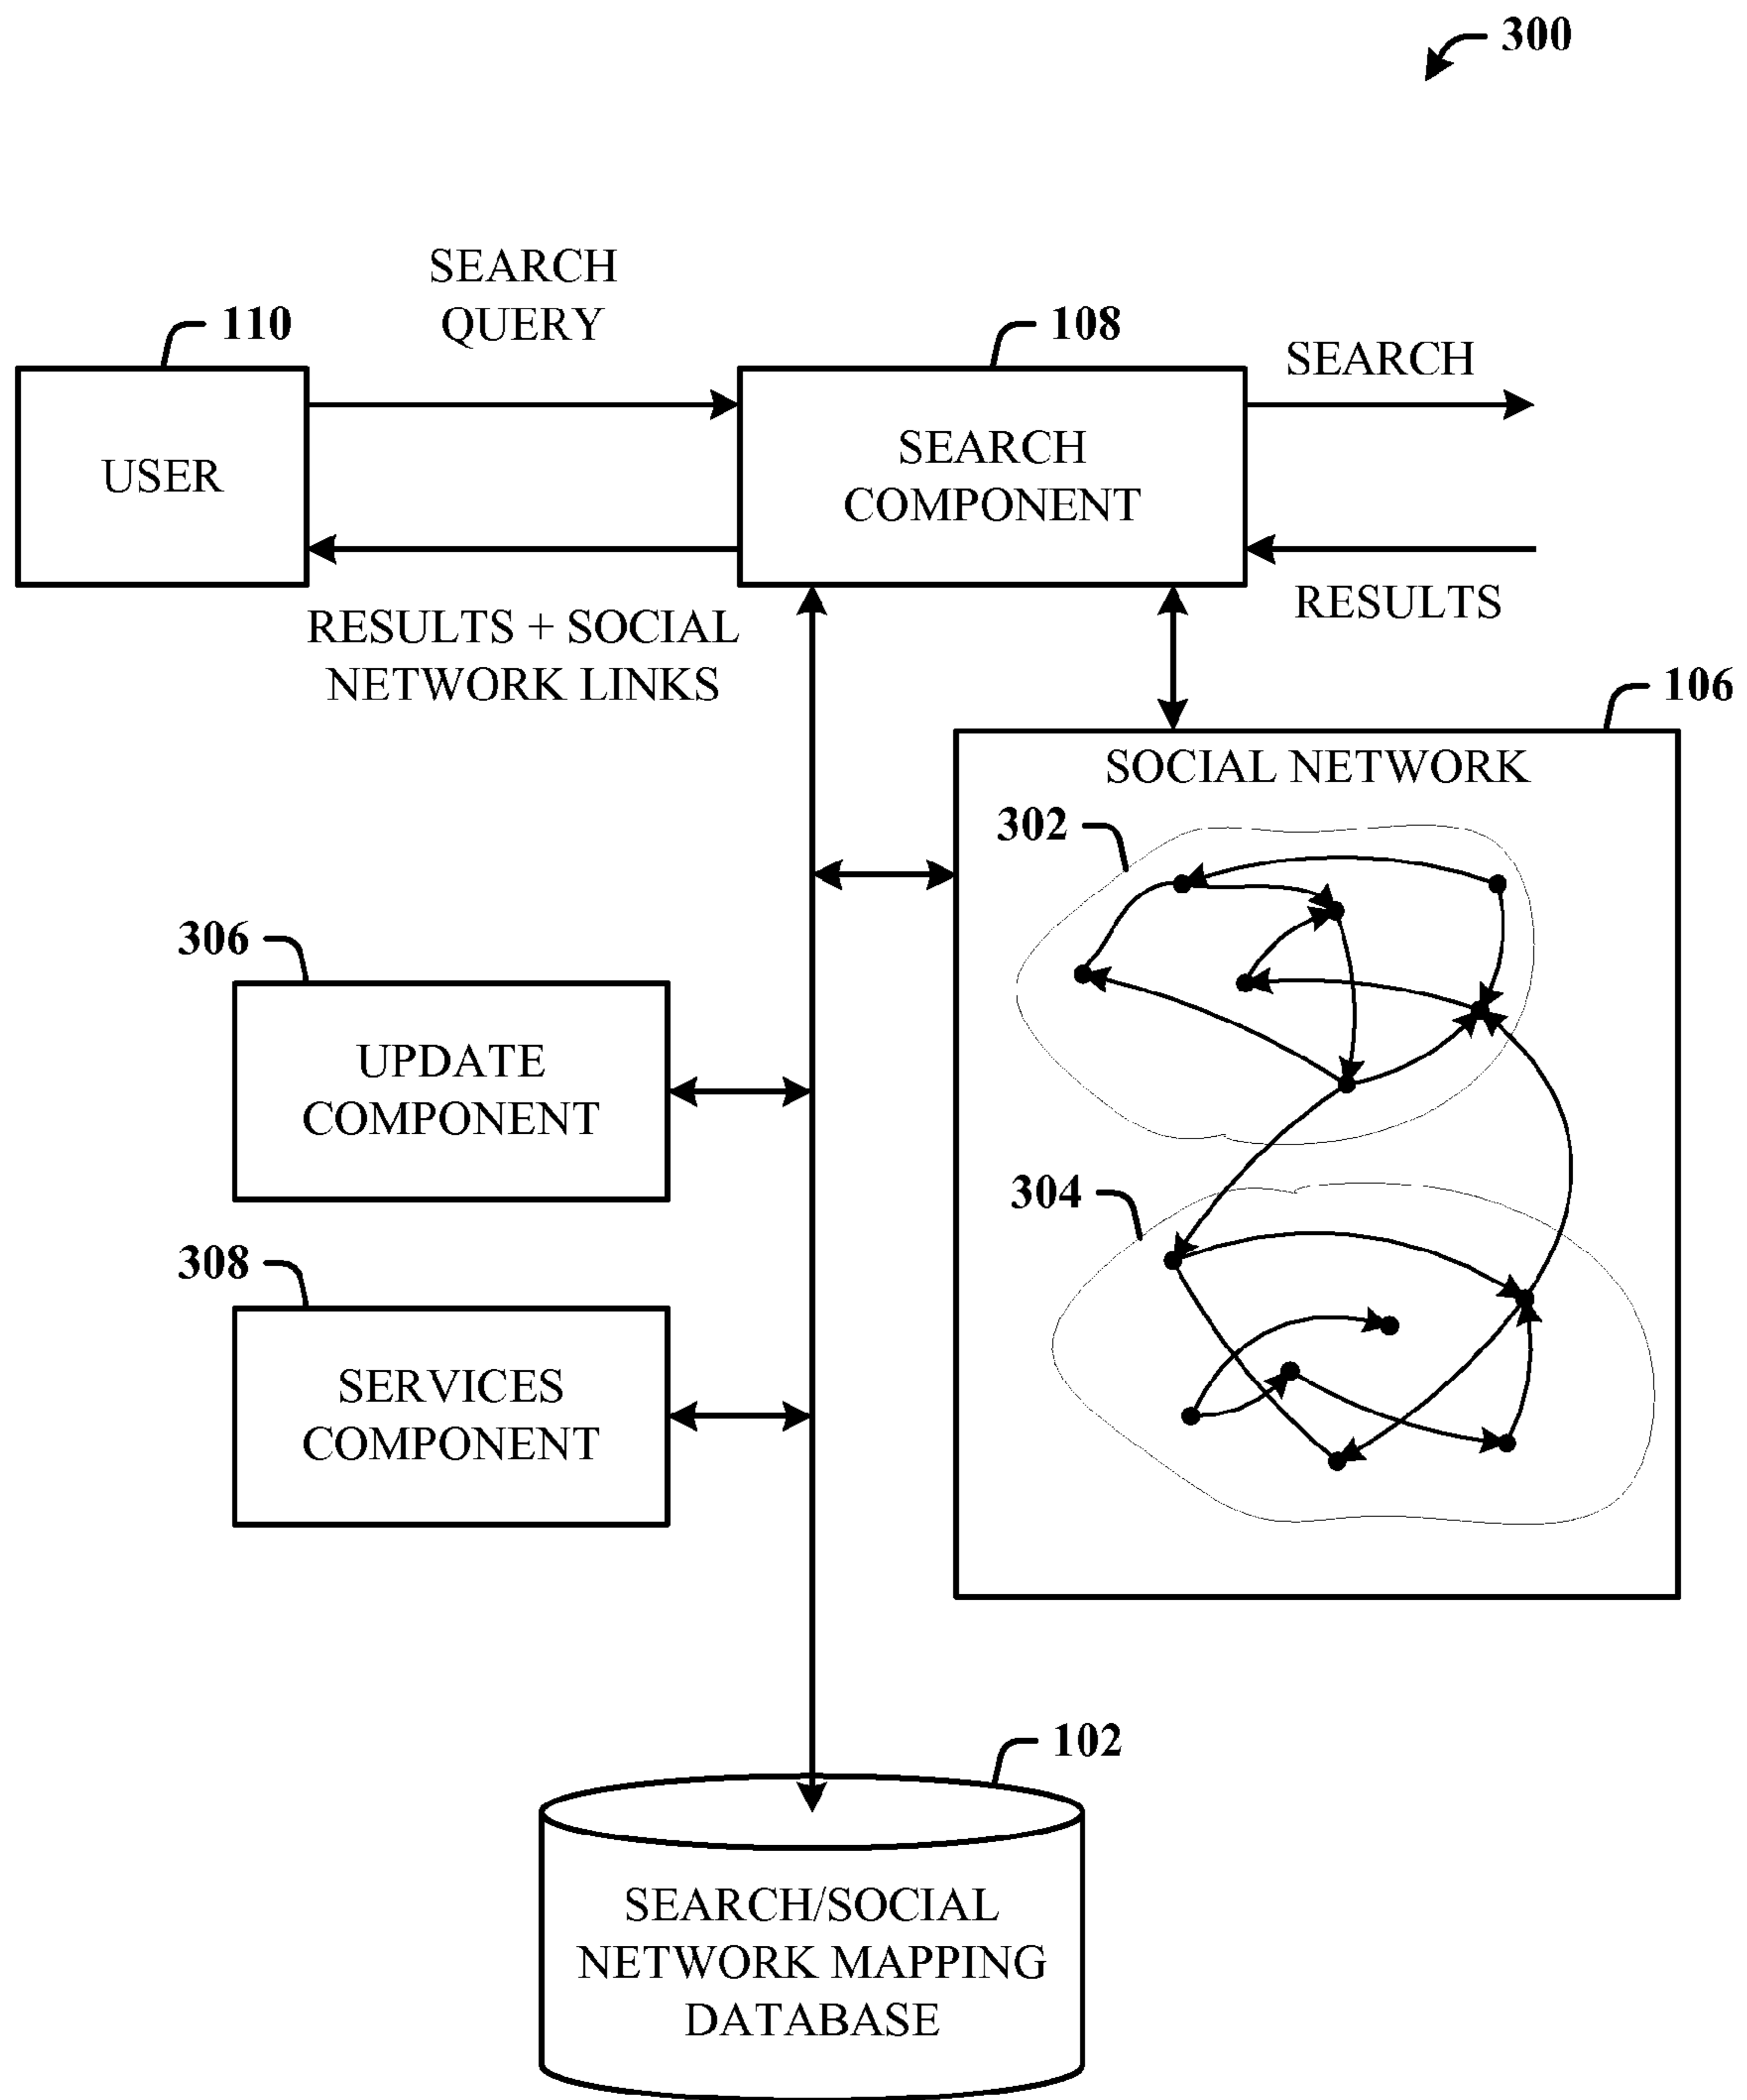 300
SEARCH
QUERY
110
108
SEARCH
USER
SEARCH
COMPONENT
RESULTS + SOCIAL
NETWORK LINKS
RESULTS
106
SOCIAL NETWORK
302
306
UPDATE
COMPONENT
304
308
SERVICES
COMPONENT
102
SEARCH/SOCIAL
NETWORK MAPPING
DATABASE